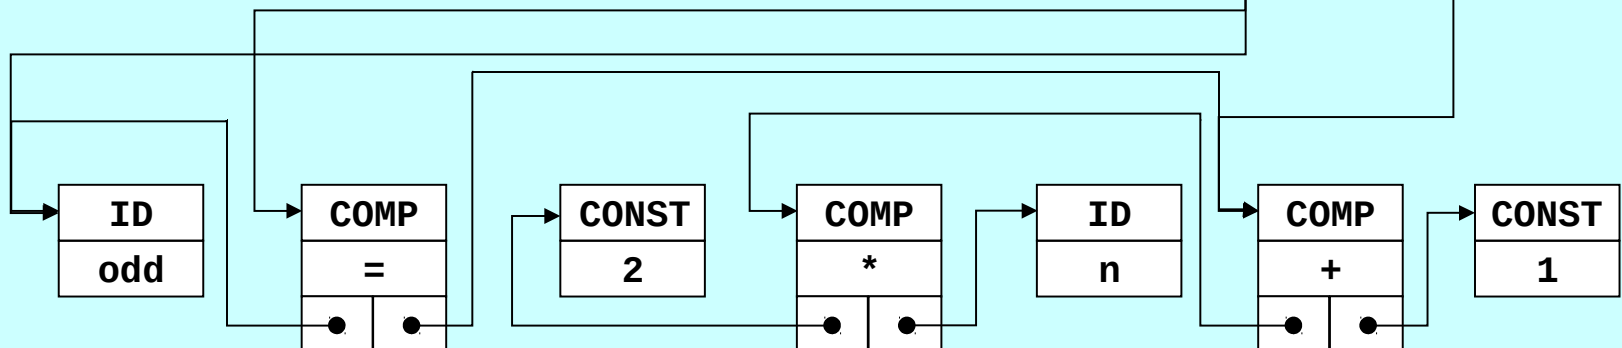 ID
odd
COMP
=
CONST
2
COMP
*
ID
n
COMP
+
CONST
1